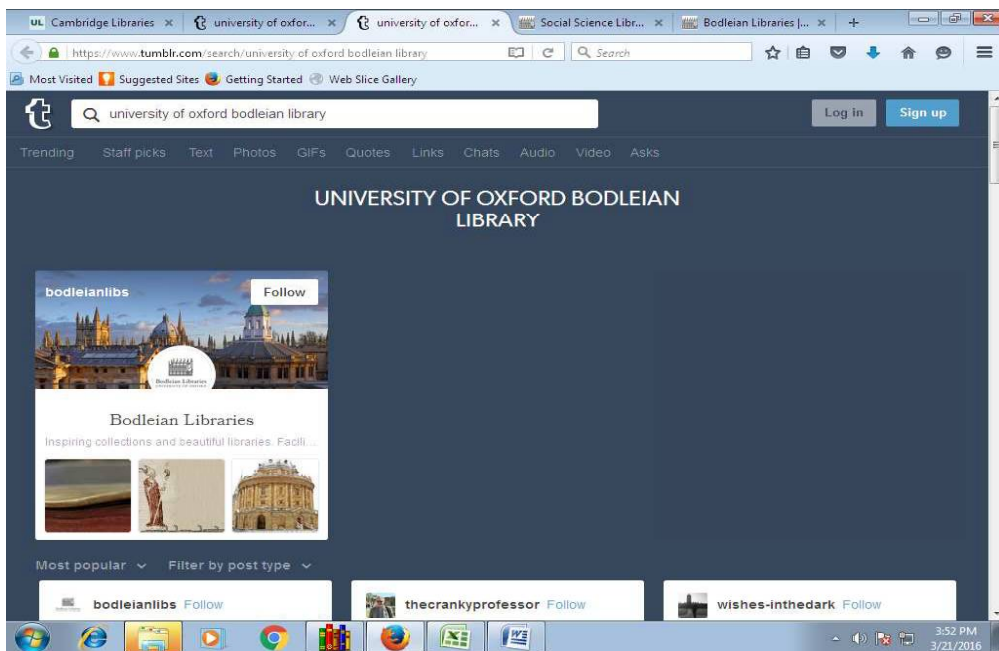 UL Cambridge Libraries × university of oxfor... × university of oxfor... × Social Science Libr... × Bodleian Libraries |... × +
https://www.tumblr.com/search/university of oxford bodleian library Search
Most Visited Suggested Sites Getting Started Web Slice Gallery
t university of oxford bodleian library Log in Sign up
Trending Staff picks Text Photos GIFs Quotes Links Chats Audio Video Asks
UNIVERSITY OF OXFORD BODLEIAN
LIBRARY
bodleianlibs Follow
Bodleian Libraries
UNIVERSITY OF OXFORD
Bodleian Libraries
Inspiring collections and beautiful libraries. Facili...
Most popular Filter by post type
bodleianlibs Follow thecrankyprofessor Follow wishes-inthedark Follow
3:52 PM
3/21/2016